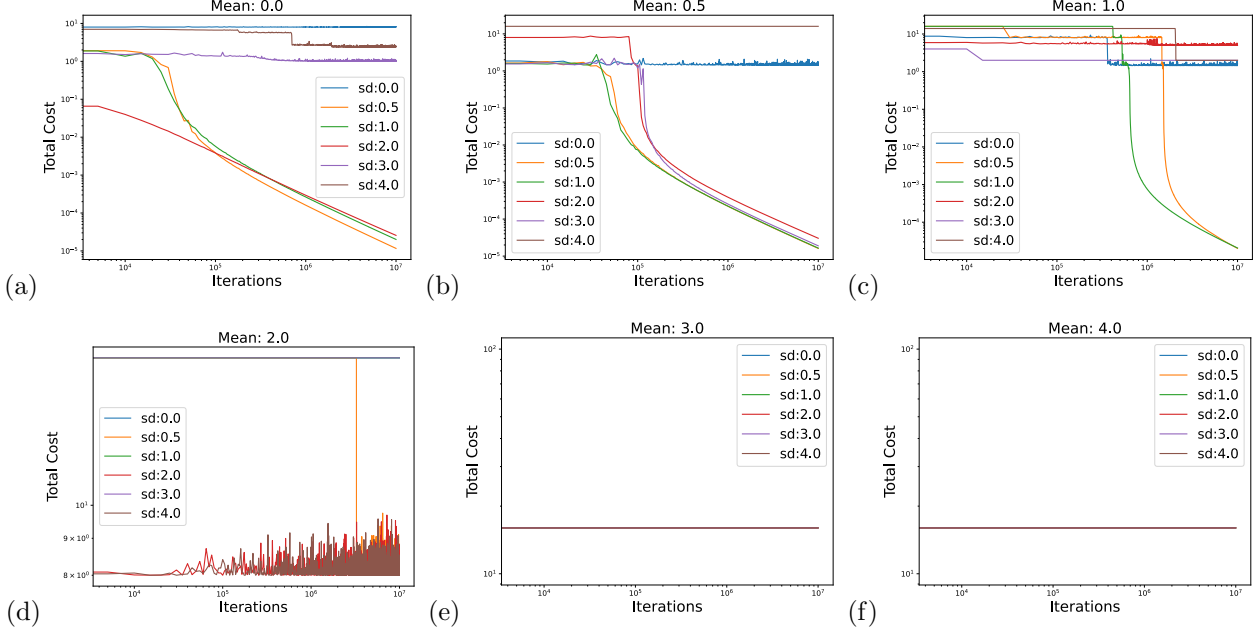 Mean: 0.0
10¹
10⁰
10⁻¹
10⁻²
10⁻³
10⁻⁴
10⁻⁵
Total Cost
sd:0.0
sd:0.5
sd:1.0
sd:2.0
sd:3.0
sd:4.0
10⁴
10⁵
10⁶
10⁷
Iterations
(a)
Mean: 0.5
10¹
10⁰
10⁻¹
10⁻²
10⁻³
10⁻⁴
10⁻⁵
Total Cost
sd:0.0
sd:0.5
sd:1.0
sd:2.0
sd:3.0
sd:4.0
10⁴
10⁵
10⁶
10⁷
Iterations
(b)
Mean: 1.0
10¹
10⁰
10⁻¹
10⁻²
10⁻³
10⁻⁴
Total Cost
sd:0.0
sd:0.5
sd:1.0
sd:2.0
sd:3.0
sd:4.0
10⁴
10⁵
10⁶
10⁷
Iterations
(c)
Mean: 2.0
10¹
9 × 10⁰
8 × 10⁰
Total Cost
sd:0.0
sd:0.5
sd:1.0
sd:2.0
sd:3.0
sd:4.0
10⁴
10⁵
10⁶
10⁷
Iterations
(d)
Mean: 3.0
10²
10¹
Total Cost
sd:0.0
sd:0.5
sd:1.0
sd:2.0
sd:3.0
sd:4.0
10⁴
10⁵
10⁶
10⁷
Iterations
(e)
Mean: 4.0
10²
10¹
Total Cost
sd:0.0
sd:0.5
sd:1.0
sd:2.0
sd:3.0
sd:4.0
10⁴
10⁵
10⁶
10⁷
Iterations
(f)